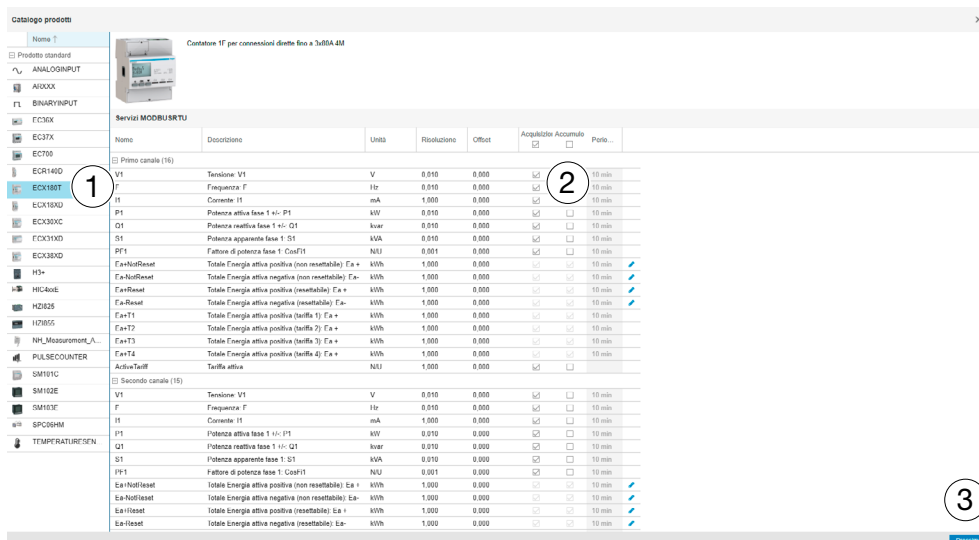 Catalogo prodotti
Nome ↑
Prodotto standard
ANALOGINPUT
ARXXX
BINARYINPUT
EC36X
EC37X
EC700
ECR140D
ECX180T
ECX18XD
ECX30XC
ECX31XD
ECX38XD
H3+
HIC4xxE
HZI825
HZI855
NH_Measurement_A...
PULSECOUNTER
SM101C
SM102E
SM103E
SPC06HM
TEMPERATURESEN...
1
Contatore 1F per connessioni dirette fino a 3x80A 4M
Servizi MODBUSRTU
Nome Descrizione Unità Risoluzione Offset Acquisizion Accumulo Perio...
Primo canale (16)
V1 Tensione: V1 V 0,010 0,000 10 min
F Frequenza: F Hz 0,010 0,000 10 min
I1 Corrente: I1 mA 1,000 0,000 10 min
P1 Potenza attiva fase 1 +/-: P1 kW 0,010 0,000 10 min
Q1 Potenza reattiva fase 1 +/-: Q1 kvar 0,010 0,000 10 min
S1 Potenza apparente fase 1: S1 kVA 0,010 0,000 10 min
PF1 Fattore di potenza fase 1: CosFi1 N/U 0,001 0,000 10 min
Ea+NotReset Totale Energia attiva positiva (non resettabile): Ea + kWh 1,000 0,000 10 min
Ea-NotReset Totale Energia attiva negativa (non resettabile): Ea- kWh 1,000 0,000 10 min
Ea+Reset Totale Energia attiva positiva (resettabile): Ea + kWh 1,000 0,000 10 min
Ea-Reset Totale Energia attiva negativa (resettabile): Ea- kWh 1,000 0,000 10 min
Ea+T1 Totale Energia attiva positiva (tariffa 1): Ea + kWh 1,000 0,000 10 min
Ea+T2 Totale Energia attiva positiva (tariffa 2): Ea + kWh 1,000 0,000 10 min
Ea+T3 Totale Energia attiva positiva (tariffa 3): Ea + kWh 1,000 0,000 10 min
Ea+T4 Totale Energia attiva positiva (tariffa 4): Ea + kWh 1,000 0,000 10 min
ActiveTariff Tariffa attiva N/U 1,000 0,000
2
Secondo canale (15)
V1 Tensione: V1 V 0,010 0,000 10 min
F Frequenza: F Hz 0,010 0,000 10 min
I1 Corrente: I1 mA 1,000 0,000 10 min
P1 Potenza attiva fase 1 +/-: P1 kW 0,010 0,000 10 min
Q1 Potenza reattiva fase 1 +/-: Q1 kvar 0,010 0,000 10 min
S1 Potenza apparente fase 1: S1 kVA 0,010 0,000 10 min
PF1 Fattore di potenza fase 1: CosFi1 N/U 0,001 0,000 10 min
Ea+NotReset Totale Energia attiva positiva (non resettabile): Ea + kWh 1,000 0,000 10 min
Ea-NotReset Totale Energia attiva negativa (non resettabile): Ea- kWh 1,000 0,000 10 min
Ea+Reset Totale Energia attiva positiva (resettabile): Ea + kWh 1,000 0,000 10 min
Ea-Reset Totale Energia attiva negativa (resettabile): Ea- kWh 1,000 0,000 10 min
3